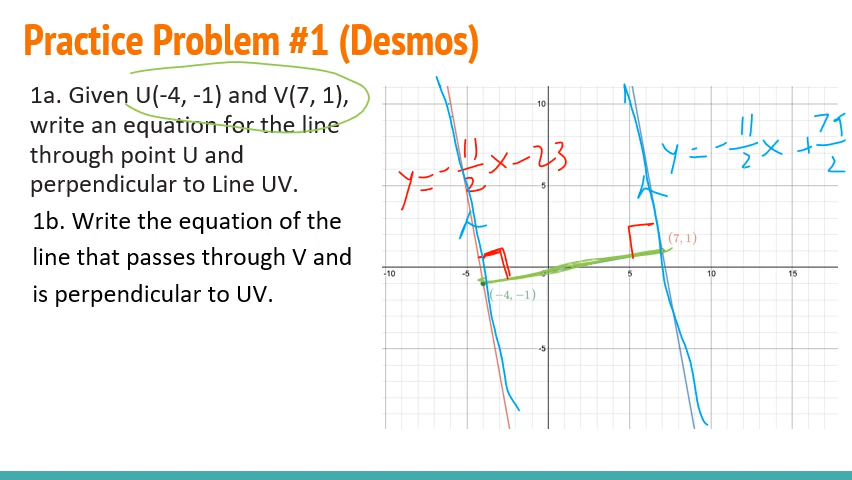 Practice Problem #1 (Desmos)
1a. Given U(-4, -1) and V(7, 1),
write an equation for the line
through point U and
perpendicular to Line UV.
1b. Write the equation of the
line that passes through V and
is perpendicular to UV.
y = -11/2 x - 23
y = -11/2 x + 79/2
10
5
(7, 1)
-10 -5 0 5 10 15
(-4, -1)
-5